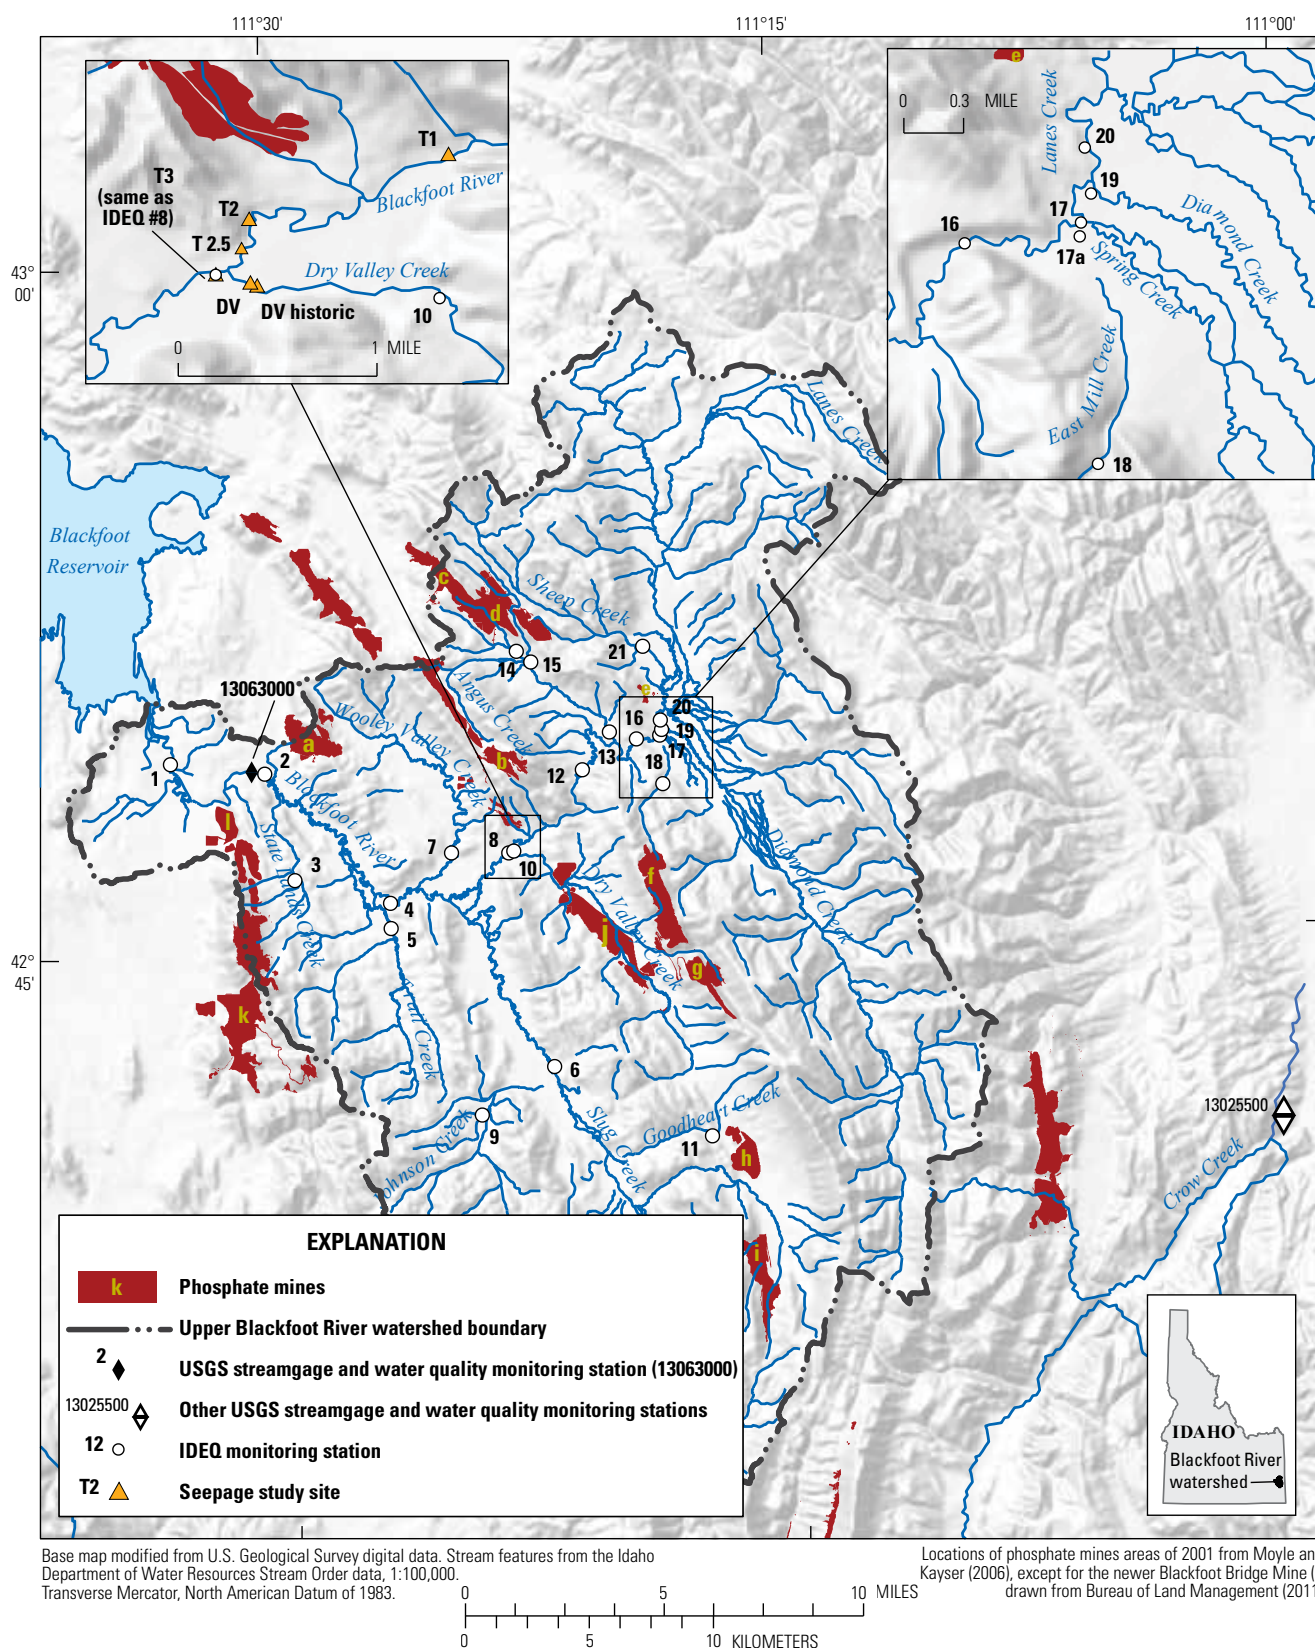 111°30'
111°15'
111°00'
43°
00'
42°
45'
T1
Blackfoot River
T3
(same as
IDEQ #8)
T2
T 2.5
Dry Valley Creek
DV
DV historic
10
0
1 MILE
e
0
0.3 MILE
Lanes Creek
20
19
Diamond Creek
17
16
17a
Spring Creek
East Mill Creek
18
Lanes Creek
Blackfoot
Reservoir
c
d
Sheep Creek
21
14
15
e
13063000
Angus Creek
Wooley Valley Creek
16
20
19
17
13
18
a
b
12
1
2
Blackfoot River
l
State Lands Creek
3
7
8
10
Dry Valley Creek
f
Diamond Creek
4
5
j
g
k
Trail Creek
6
13025500
Slug Creek
Goodheart Creek
9
Johnson Creek
11
h
Crow Creek
i
EXPLANATION
k
Phosphate mines
Upper Blackfoot River watershed boundary
2
USGS streamgage and water quality monitoring station (13063000)
13025500
Other USGS streamgage and water quality monitoring stations
12
IDEQ monitoring station
T2
Seepage study site
IDAHO
Blackfoot River
watershed
Base map modified from U.S. Geological Survey digital data. Stream features from the Idaho
Department of Water Resources Stream Order data, 1:100,000.
Transverse Mercator, North American Datum of 1983.
Locations of phosphate mines areas of 2001 from Moyle an
Kayser (2006), except for the newer Blackfoot Bridge Mine (
drawn from Bureau of Land Management (2011
0
5
10 MILES
0
5
10 KILOMETERS